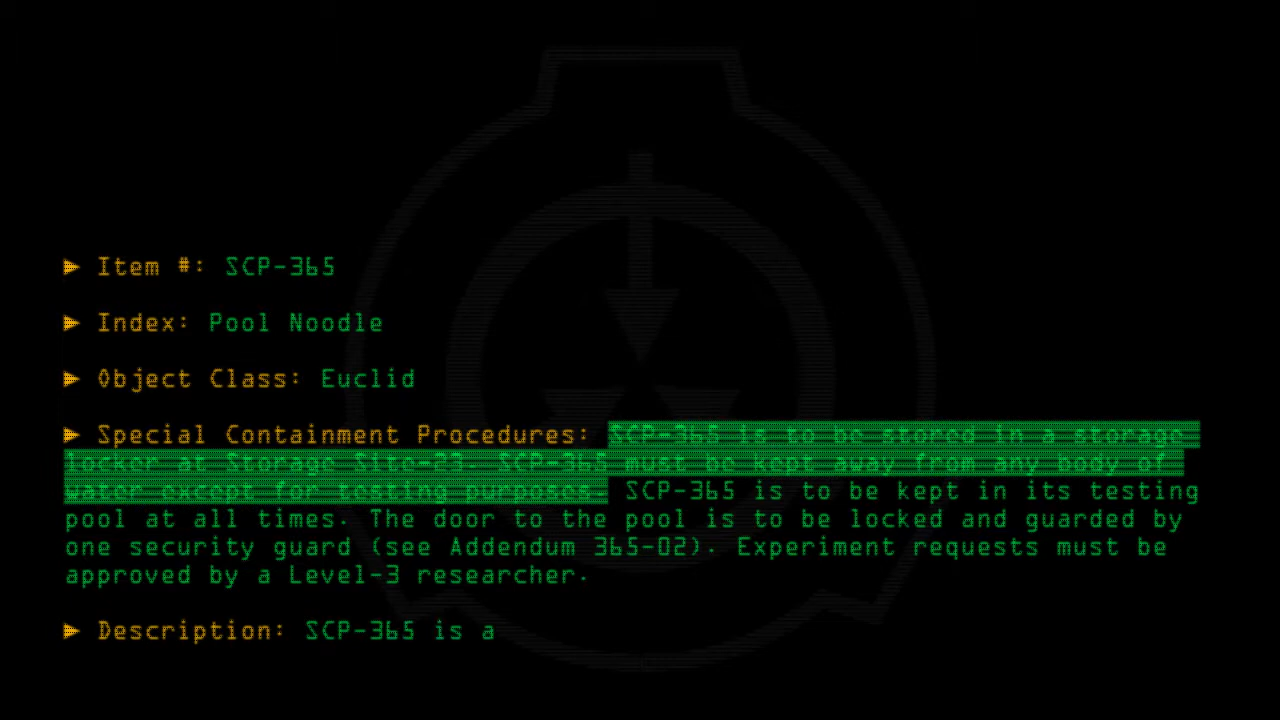 ► Item #: SCP-365
► Index: Pool Noodle
► Object Class: Euclid
► Special Containment Procedures: SCP-365 is to be stored in a storage
locker at Storage Site-23. SCP-365 must be kept away from any body of
water except for testing purposes. SCP-365 is to be kept in its testing
pool at all times. The door to the pool is to be locked and guarded by
one security guard (see Addendum 365-02). Experiment requests must be
approved by a Level-3 researcher.
► Description: SCP-365 is a